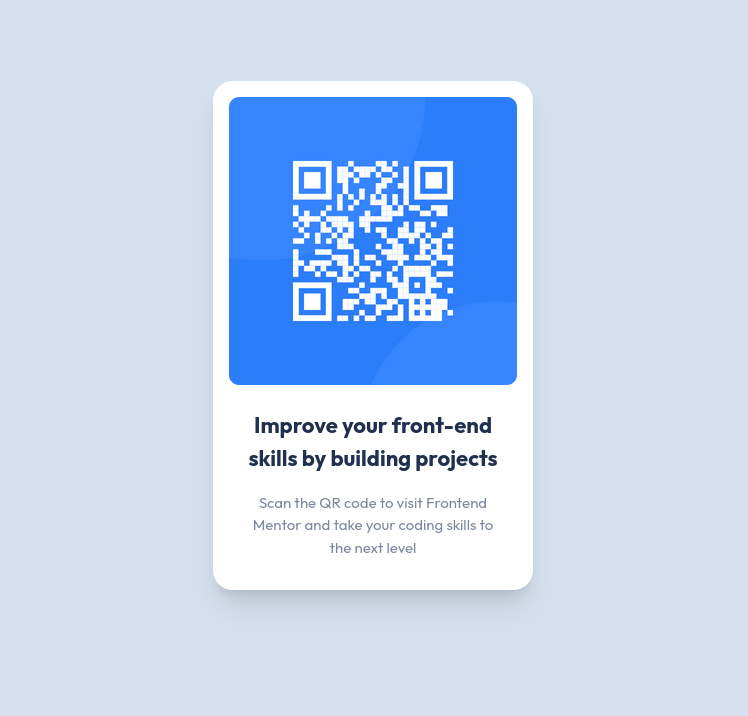 Improve your front-end
skills by building projects
Scan the QR code to visit Frontend
Mentor and take your coding skills to
the next level